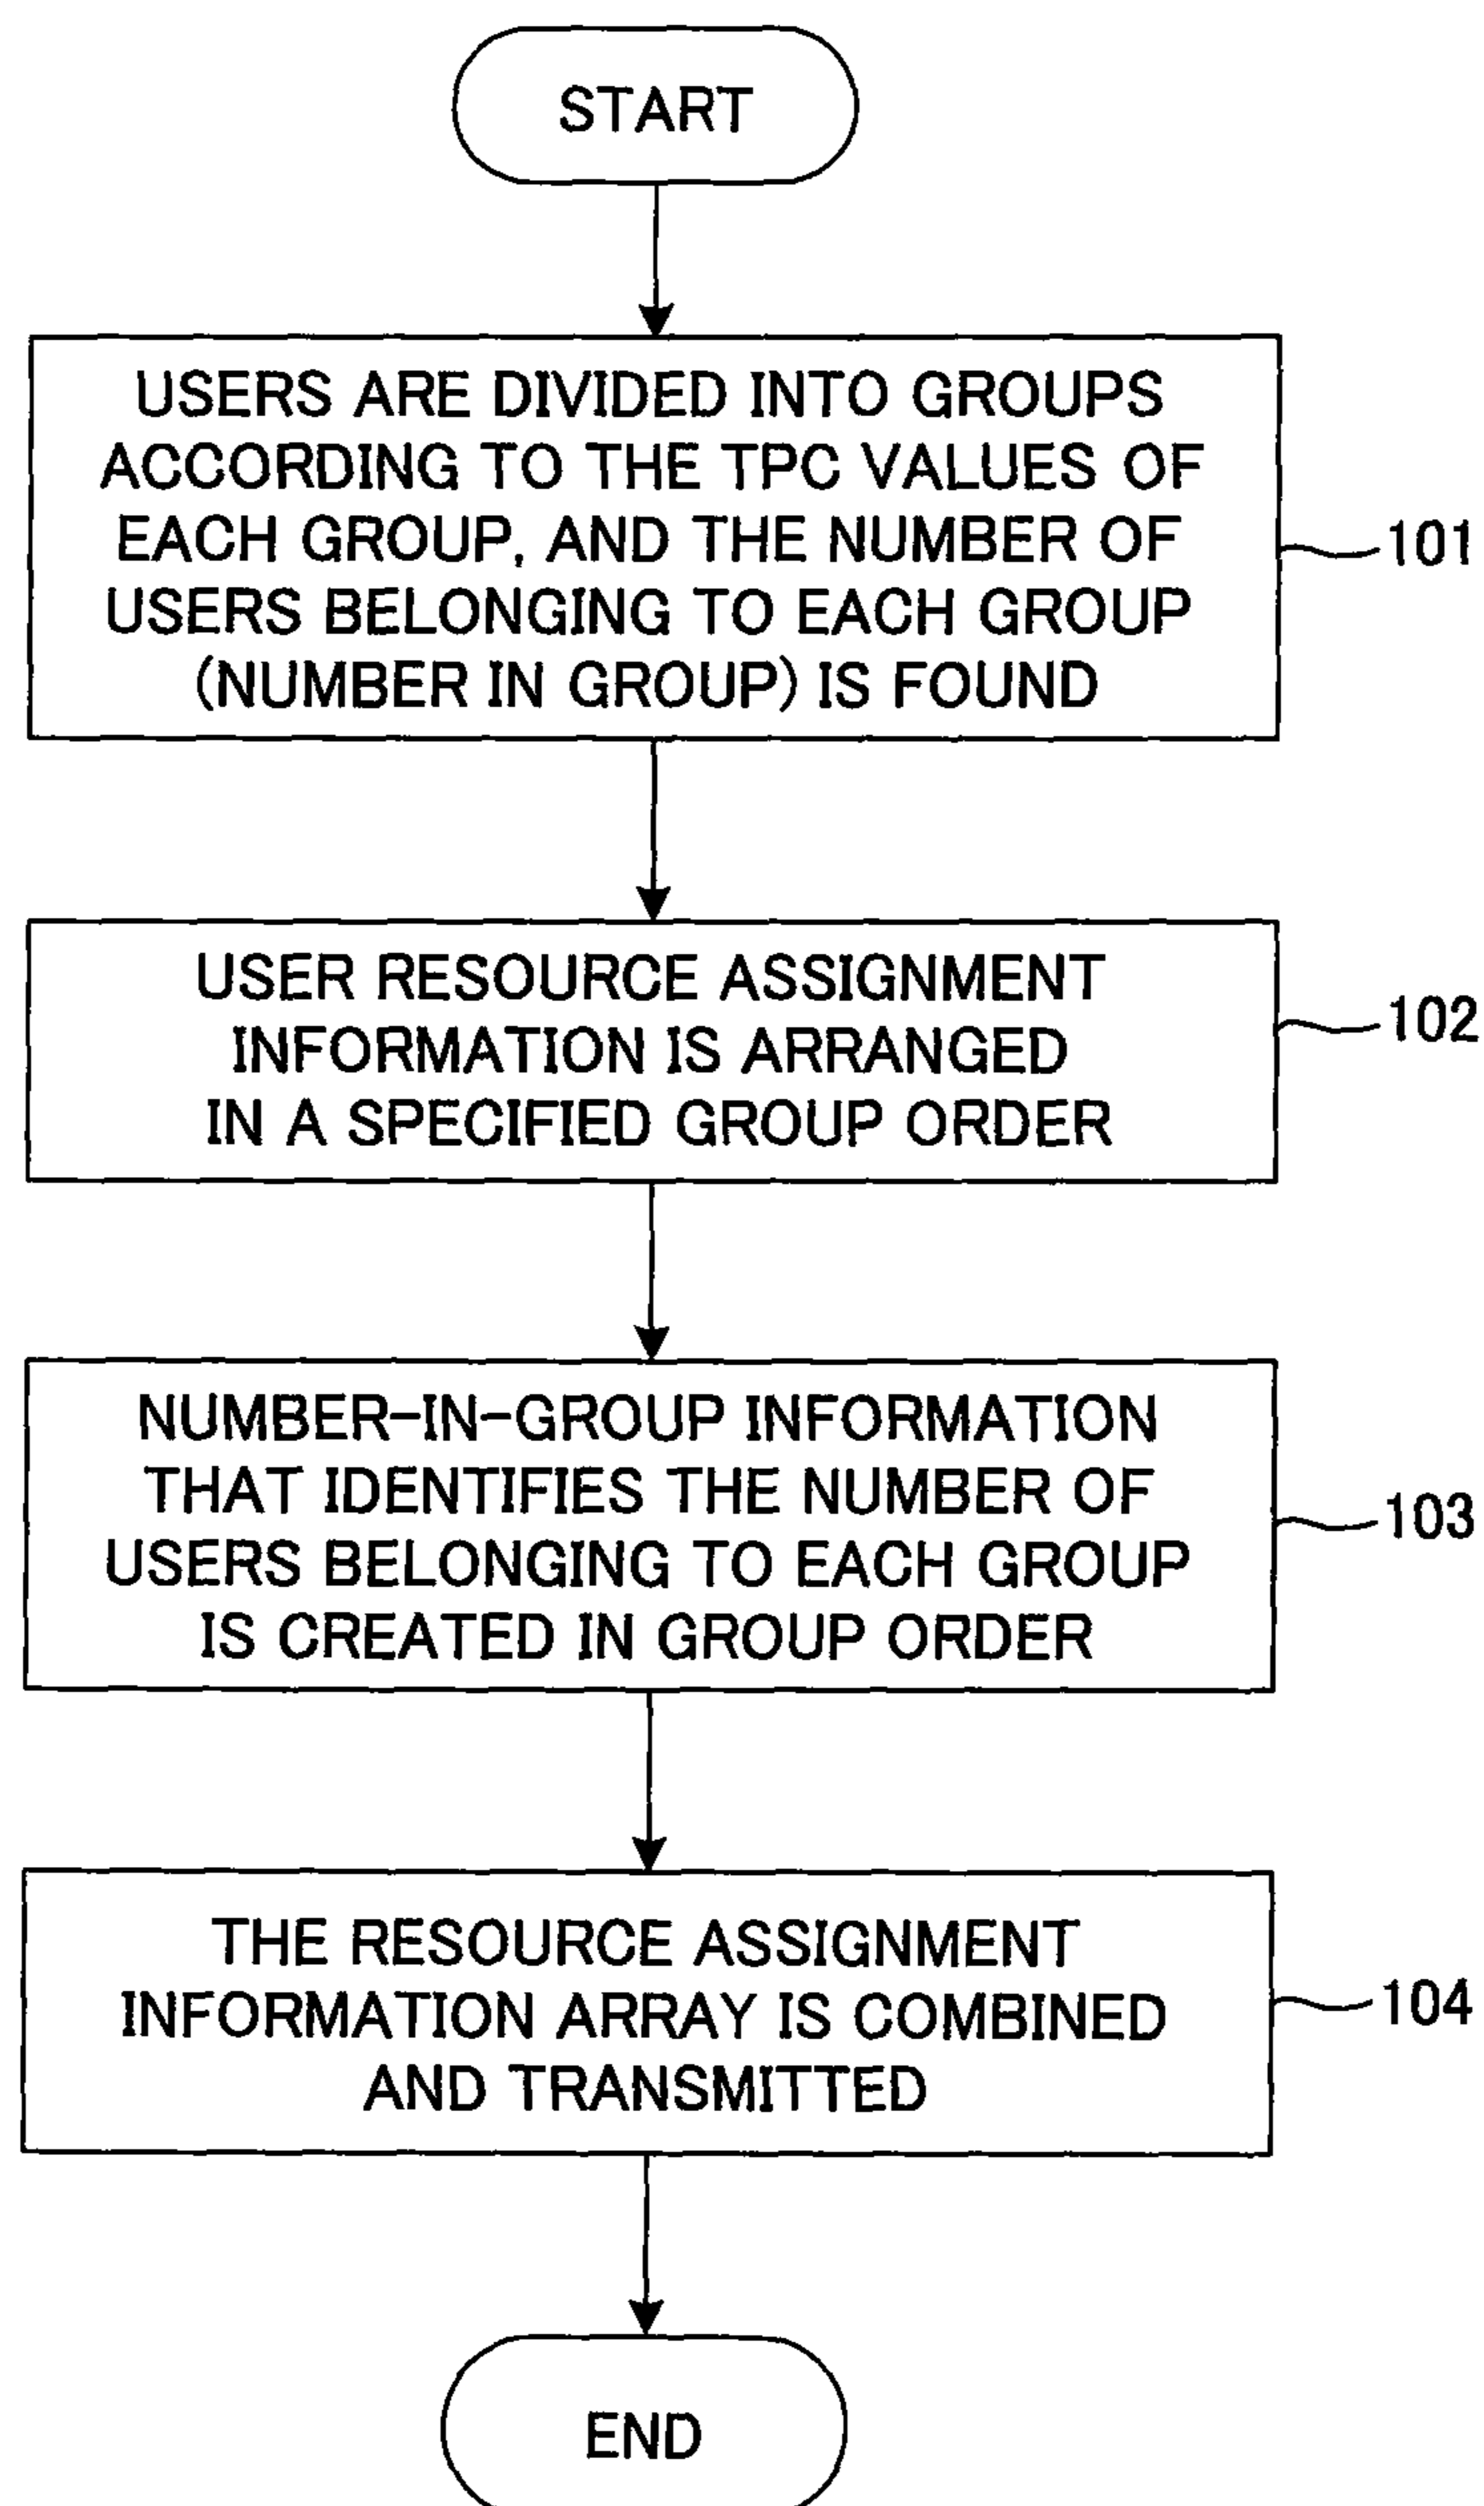 START
USERS ARE DIVIDED INTO GROUPS
ACCORDING TO THE TPC VALUES OF
EACH GROUP, AND THE NUMBER OF
USERS BELONGING TO EACH GROUP
(NUMBER IN GROUP) IS FOUND
101
USER RESOURCE ASSIGNMENT
INFORMATION IS ARRANGED
IN A SPECIFIED GROUP ORDER
102
NUMBER-IN-GROUP INFORMATION
THAT IDENTIFIES THE NUMBER OF
USERS BELONGING TO EACH GROUP
IS CREATED IN GROUP ORDER
103
THE RESOURCE ASSIGNMENT
INFORMATION ARRAY IS COMBINED
AND TRANSMITTED
104
END